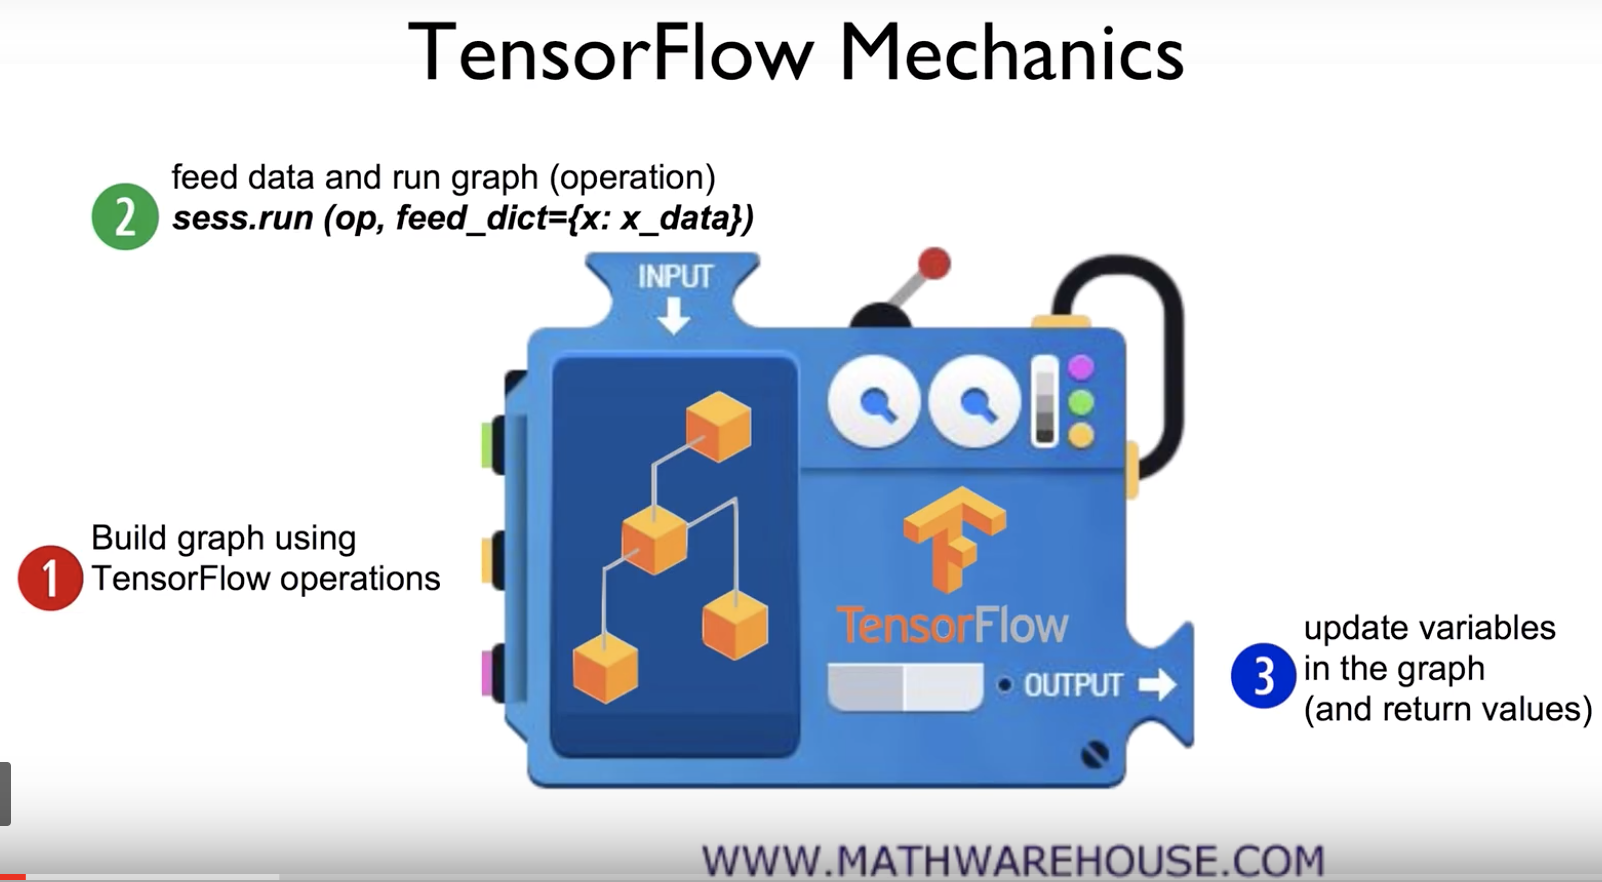 TensorFlow Mechanics
2
feed data and run graph (operation)
sess.run (op, feed_dict={x: x_data})
INPUT
1
Build graph using
TensorFlow operations
TensorFlow
OUTPUT
3
update variables
in the graph
(and return values)
WWW.MATHWAREHOUSE.COM